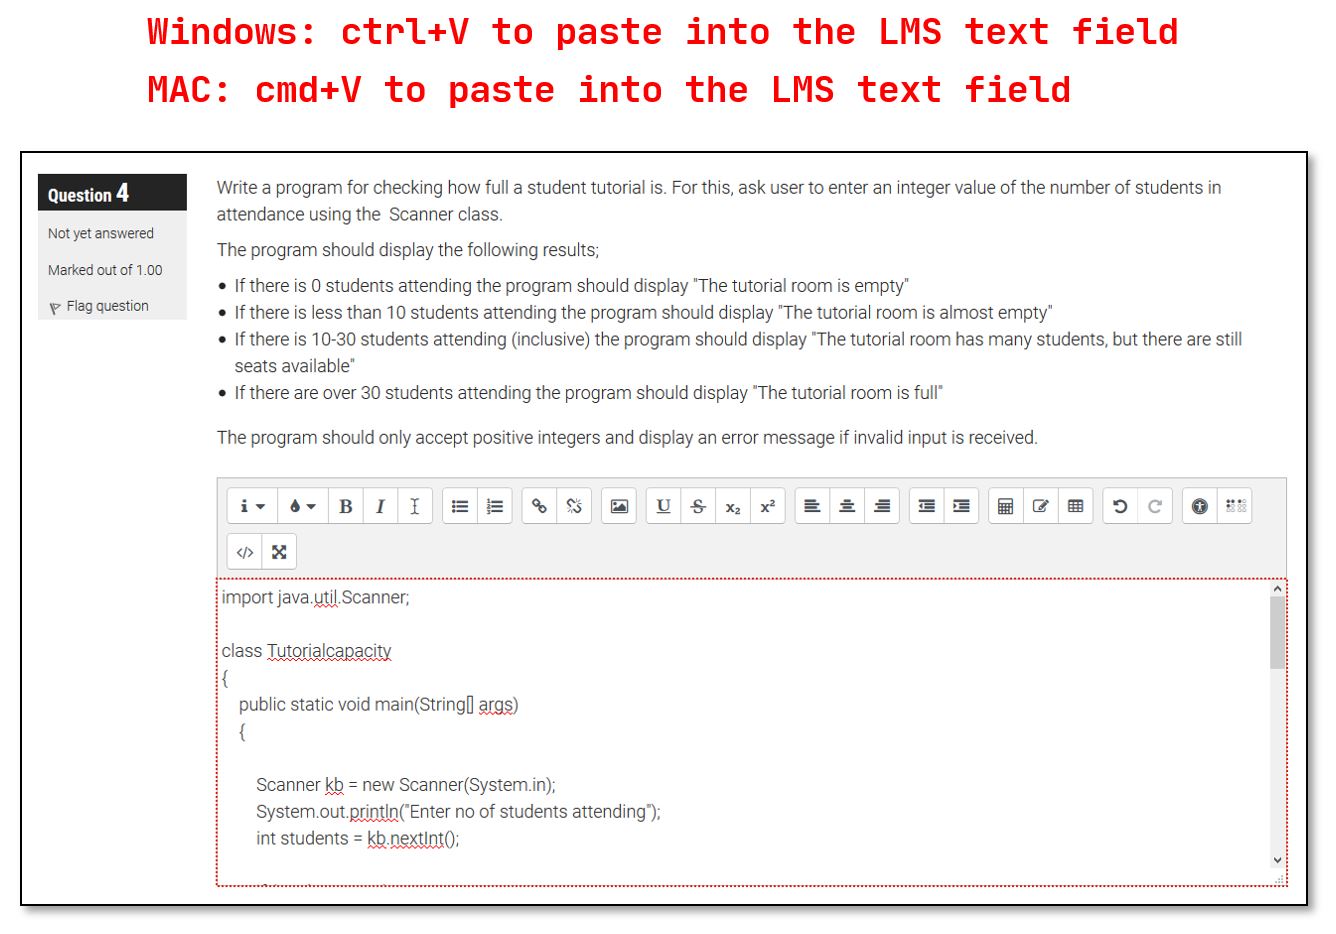 Windows: ctrl+V to paste into the LMS text field
MAC: cmd+V to paste into the LMS text field
Question 4
Not yet answered
Marked out of 1.00
Flag question
Write a program for checking how full a student tutorial is. For this, ask user to enter an integer value of the number of students in
attendance using the  Scanner class.
The program should display the following results;
• If there is 0 students attending the program should display "The tutorial room is empty"
• If there is less than 10 students attending the program should display "The tutorial room is almost empty"
• If there is 10-30 students attending (inclusive) the program should display "The tutorial room has many students, but there are still
seats available"
• If there are over 30 students attending the program should display "The tutorial room is full"
The program should only accept positive integers and display an error message if invalid input is received.
i B I U S x₂ x²
</>
import java.util.Scanner;
class Tutorialcapacity
{
public static void main(String[] args)
{
Scanner kb = new Scanner(System.in);
System.out.println("Enter no of students attending");
int students = kb.nextInt();